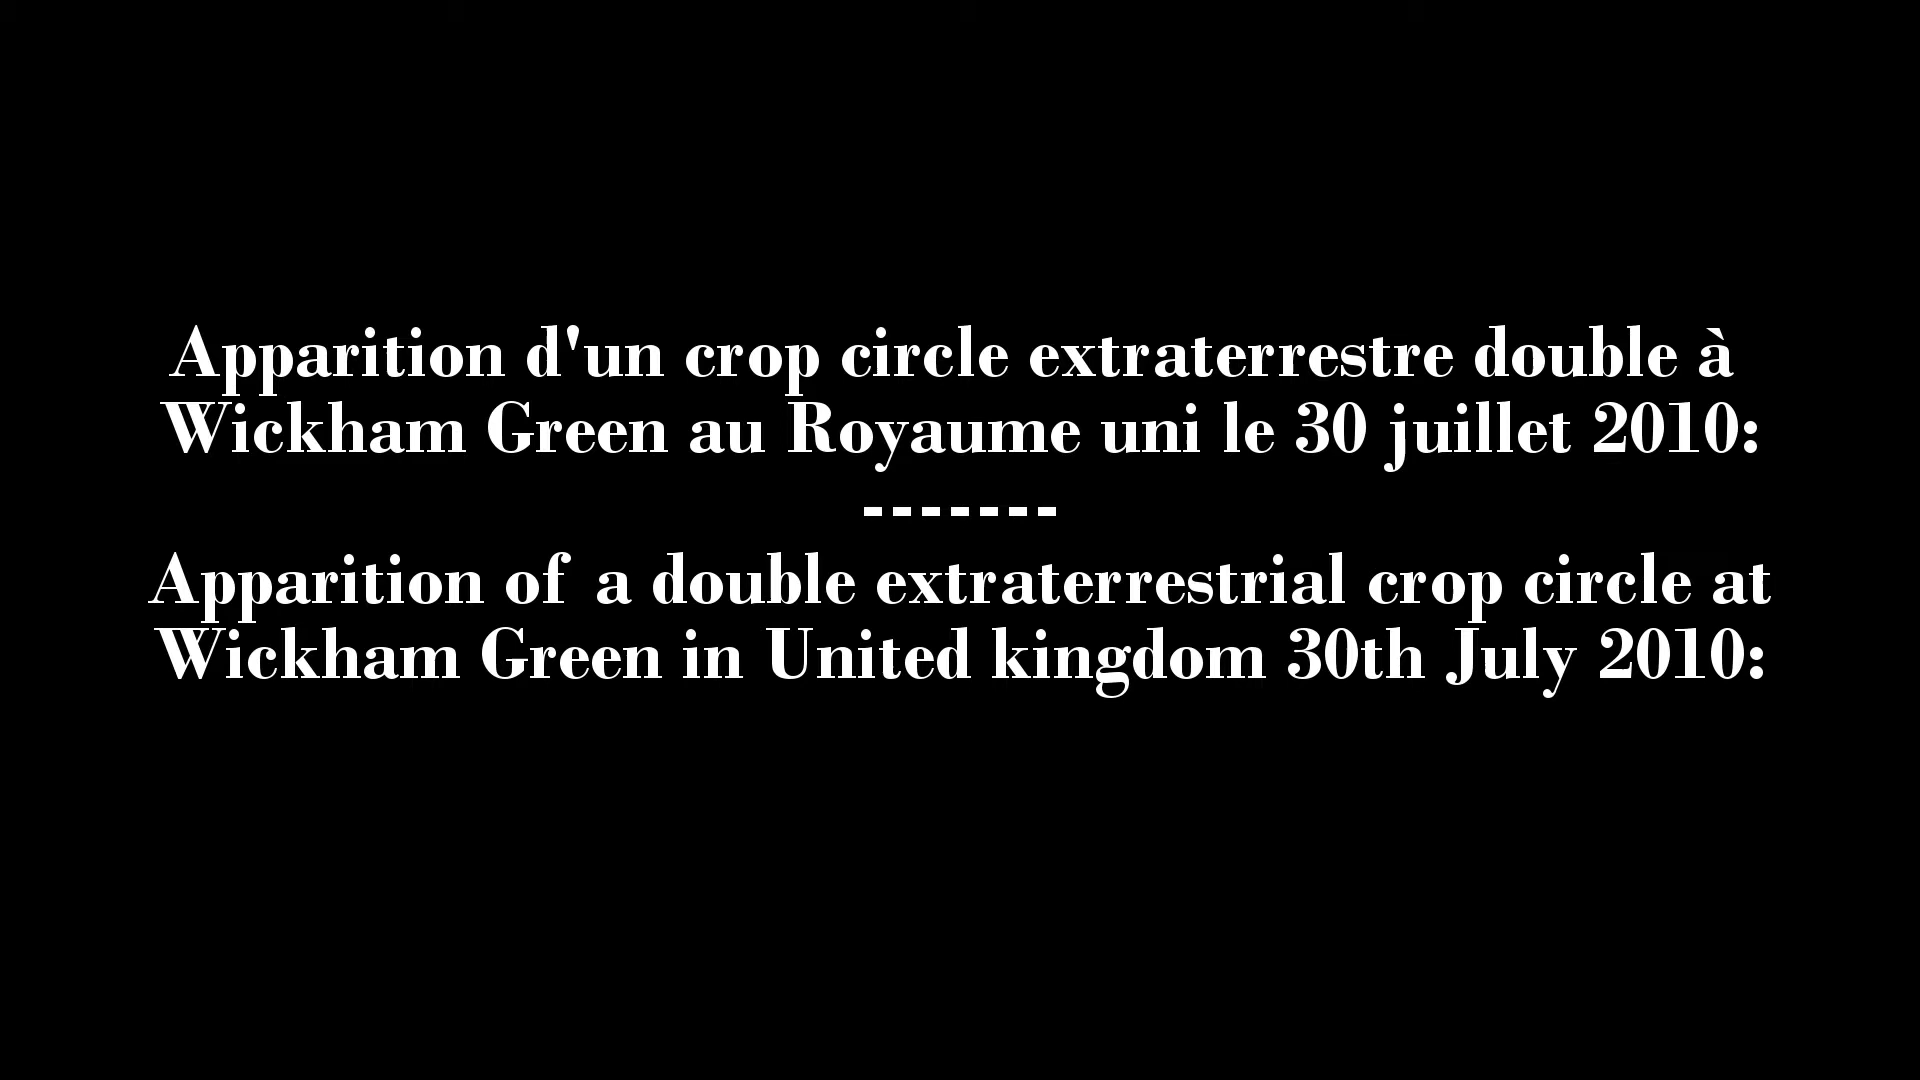 Apparition d'un crop circle extraterrestre double à
Wickham Green au Royaume uni le 30 juillet 2010:
-------
Apparition of a double extraterrestrial crop circle at
Wickham Green in United kingdom 30th July 2010: